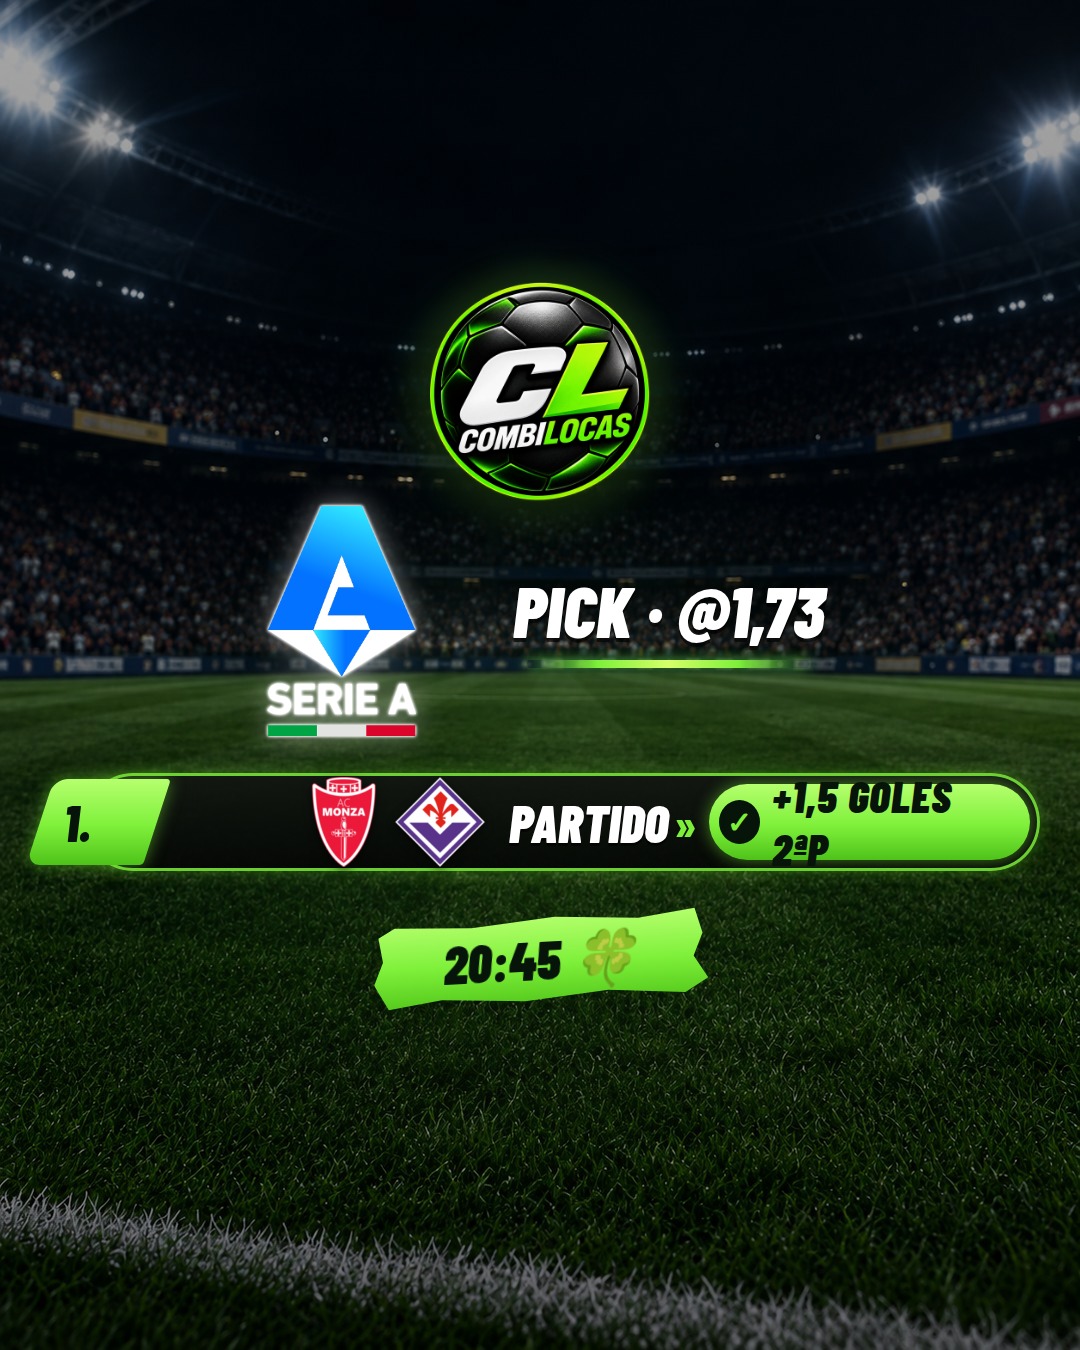 CL
COMBILOCAS
PICK · @1,73
SERIE A
1.
AC
MONZA
PARTIDO »
✓ +1,5 GOLES
2ªP
20:45 🍀